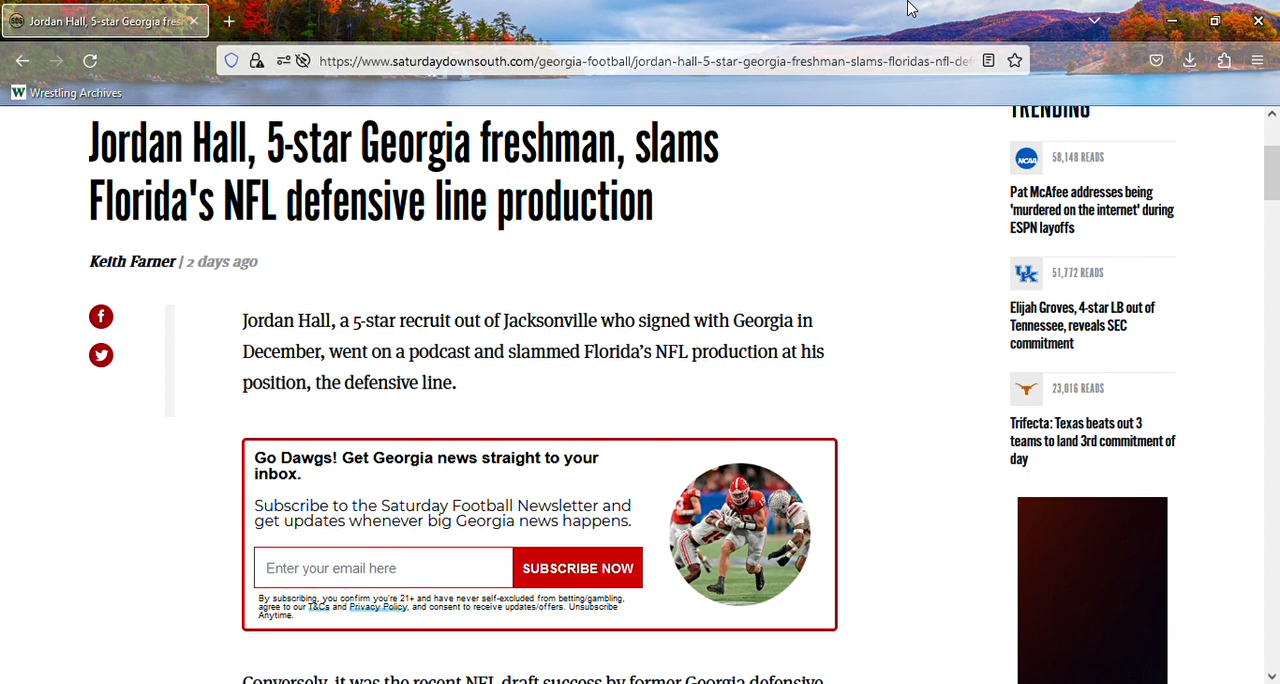 Jordan Hall, 5-star Georgia fresh
https://www.saturdaydownsouth.com/georgia-football/jordan-hall-5-star-georgia-freshman-slams-floridas-nfl-def
Wrestling Archives
TRENDING
Jordan Hall, 5-star Georgia freshman, slams
Florida's NFL defensive line production
Keith Farner | 2 days ago
Jordan Hall, a 5-star recruit out of Jacksonville who signed with Georgia in
December, went on a podcast and slammed Florida’s NFL production at his
position, the defensive line.
Go Dawgs! Get Georgia news straight to your
inbox.
Subscribe to the Saturday Football Newsletter and
get updates whenever big Georgia news happens.
Enter your email here
SUBSCRIBE NOW
By subscribing, you confirm you're 21+ and have never self-excluded from betting/gambling,
agree to our T&Cs and Privacy Policy, and consent to receive updates/offers. Unsubscribe
Anytime.
Conversely, it was the recent NFL draft success by former Georgia defensive
NCAA
58,148 READS
Pat McAfee addresses being
'murdered on the internet' during
ESPN layoffs
UK
51,772 READS
Elijah Groves, 4-star LB out of
Tennessee, reveals SEC
commitment
23,016 READS
Trifecta: Texas beats out 3
teams to land 3rd commitment of
day